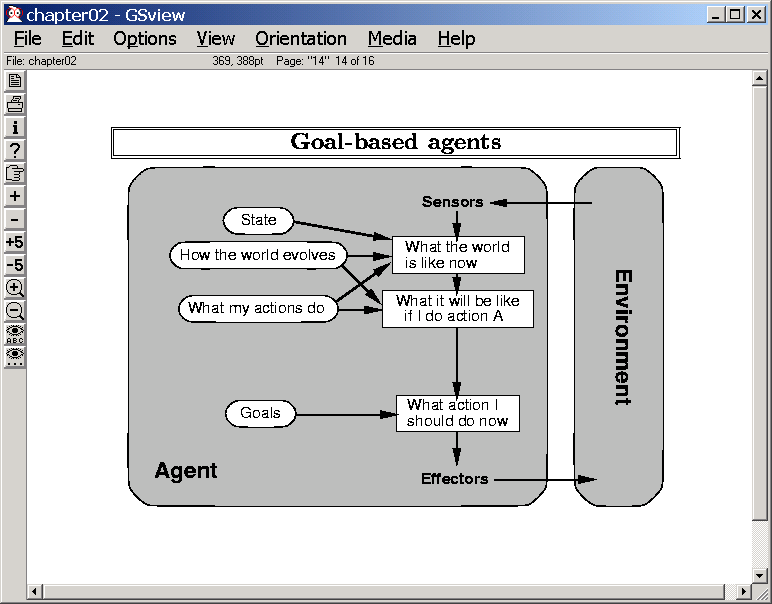 chapter02 - GSview
File Edit Options View Orientation Media Help
File: chapter02 369, 388pt Page: "14" 14 of 16
i
?
+
-
+5
-5
ABC
Goal-based agents
Sensors
State
How the world evolves
What the world
is like now
What my actions do
What it will be like
if I do action A
Goals
What action I
should do now
Agent
Effectors
Environment